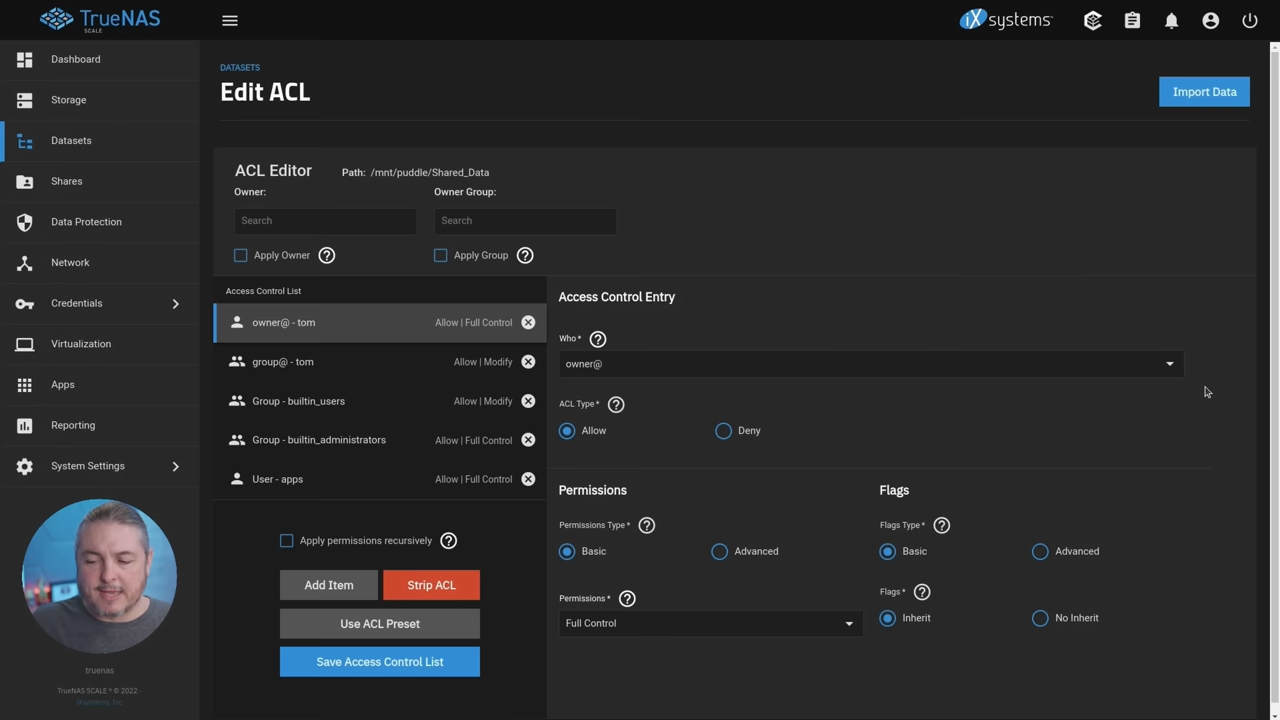 TrueNAS
SCALE
iXsystems
Dashboard
Storage
Datasets
Shares
Data Protection
Network
Credentials
Virtualization
Apps
Reporting
System Settings
truenas
TrueNAS SCALE ® © 2022 -
iXsystems, Inc
DATASETS
Edit ACL
Import Data
ACL Editor
Path: /mnt/puddle/Shared_Data
Owner:
Owner Group:
Search
Search
Apply Owner
Apply Group
Access Control List
owner@ - tom Allow | Full Control
group@ - tom Allow | Modify
Group - builtin_users Allow | Modify
Group - builtin_administrators Allow | Full Control
User - apps Allow | Full Control
Apply permissions recursively
Add Item
Strip ACL
Use ACL Preset
Save Access Control List
Access Control Entry
Who *
owner@
ACL Type *
Allow
Deny
Permissions
Permissions Type *
Basic
Advanced
Permissions *
Full Control
Flags
Flags Type *
Basic
Advanced
Flags *
Inherit
No Inherit